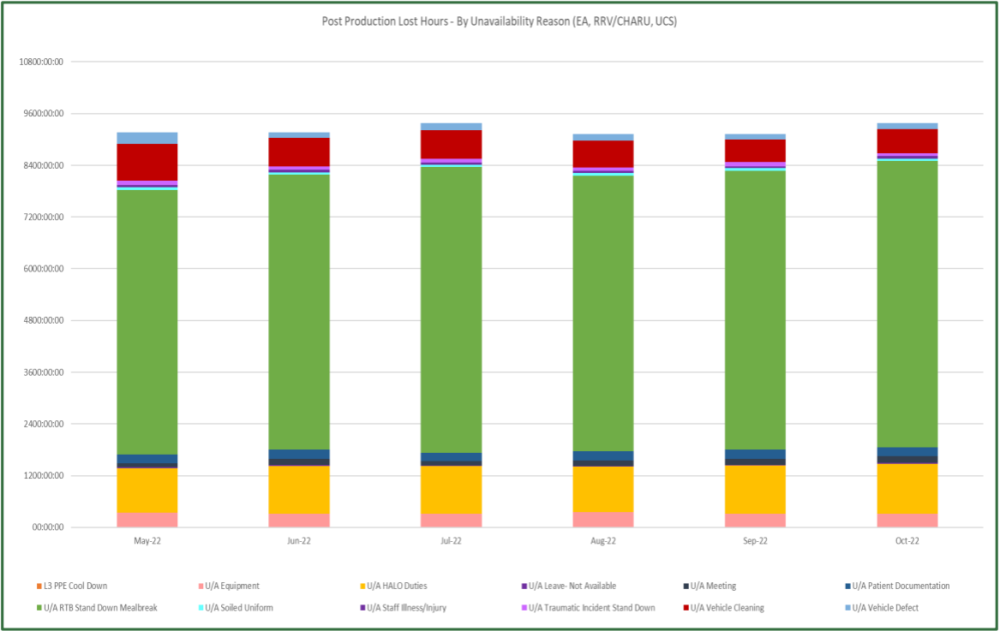 Post Production Lost Hours - By Unavailability Reason (EA, RRV/CHARU, UCS)
10800:00:00
9600:00:00
8400:00:00
7200:00:00
6000:00:00
4800:00:00
3600:00:00
2400:00:00
1200:00:00
00:00:00
May-22 Jun-22 Jul-22 Aug-22 Sep-22 Oct-22
L3 PPE Cool Down U/A Equipment U/A HALO Duties U/A Leave- Not Available U/A Meeting U/A Patient Documentation
U/A RTB Stand Down Mealbreak U/A Soiled Uniform U/A Staff Illness/Injury U/A Traumatic Incident Stand Down U/A Vehicle Cleaning U/A Vehicle Defect